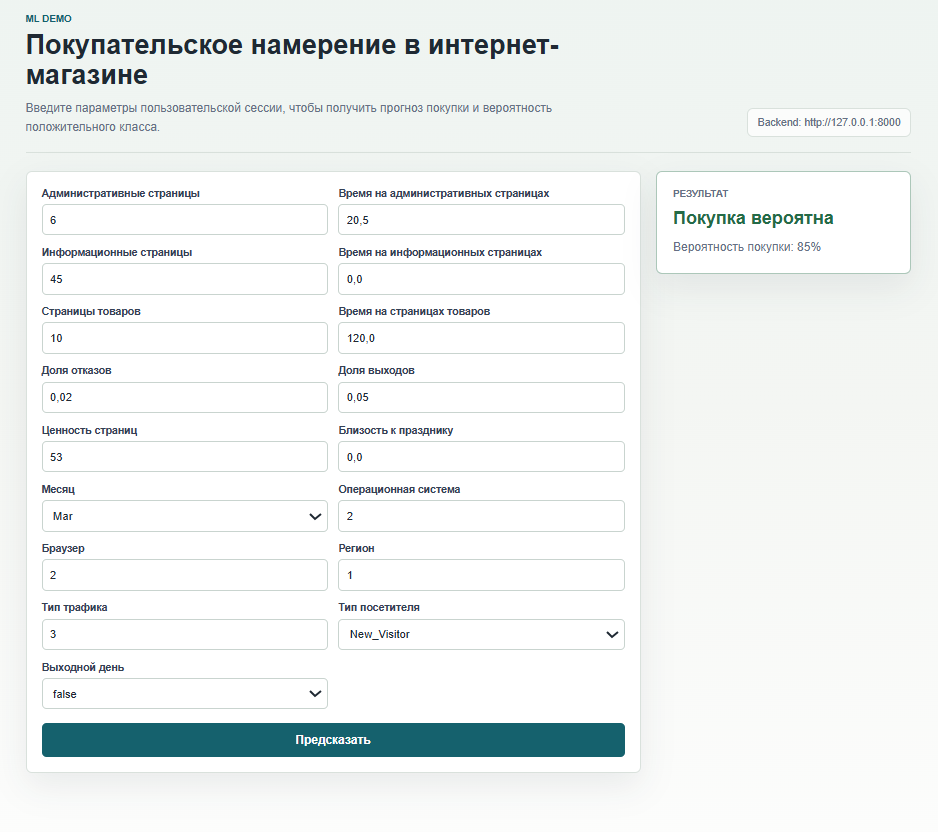 ML DEMO
Покупательское намерение в интернет-
магазине
Введите параметры пользовательской сессии, чтобы получить прогноз покупки и вероятность
положительного класса.
Backend: http://127.0.0.1:8000
Административные страницы
6
Время на административных страницах
20,5
Информационные страницы
45
Время на информационных страницах
0,0
Страницы товаров
10
Время на страницах товаров
120,0
Доля отказов
0,02
Доля выходов
0,05
Ценность страниц
53
Близость к празднику
0,0
Месяц
Mar
Операционная система
2
Браузер
2
Регион
1
Тип трафика
3
Тип посетителя
New_Visitor
Выходной день
false
Предсказать
РЕЗУЛЬТАТ
Покупка вероятна
Вероятность покупки: 85%